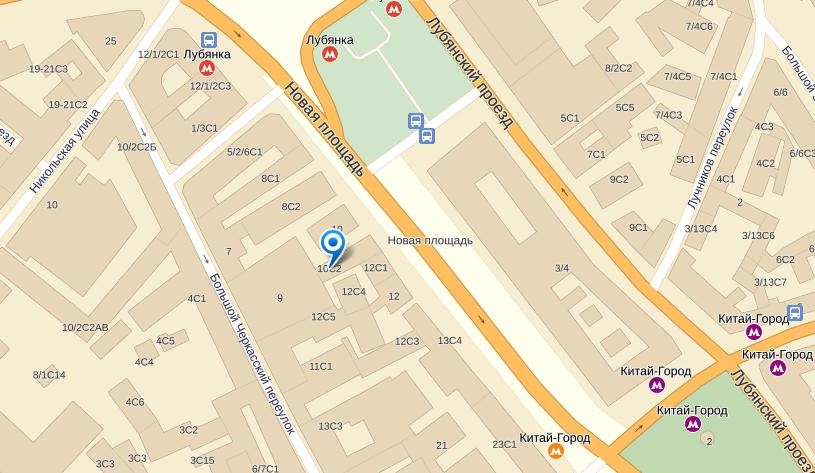 Лубянка
25
12/1/2С1
Лубянка
Лубянский проезд
7/4С4
7/4С6
19-21С3
12/1/2С3
Новая площадь
8/2С2
7/4С5
7/4С1
6/6
19-21С2
1/3С1
5С5
5С1
7/4С3
4С3
Никольская улица
10/2С2Б
5/2/6С1
5С2
7С1
5С1
4С2
6/6С3
8С1
9С2
4С1
Лучников переулок
10
8С2
2
9С1
3/13С4
3/13С6
7
Новая площадь
6С2
10С2
12С1
3/4
3/13С7
4С1
9
12С4
12
Большой Черкасский переулок
12С5
Китай-Город
10/2С2АВ
4С5
12С3
13С4
4С4
Китай-Город
8/1С14
11С1
Китай-Город
Лубянский проезд
4С6
Китай-Город
13С3
3С2
Китай-Город
2
21
23С1
3С3
3С15
6/7С1